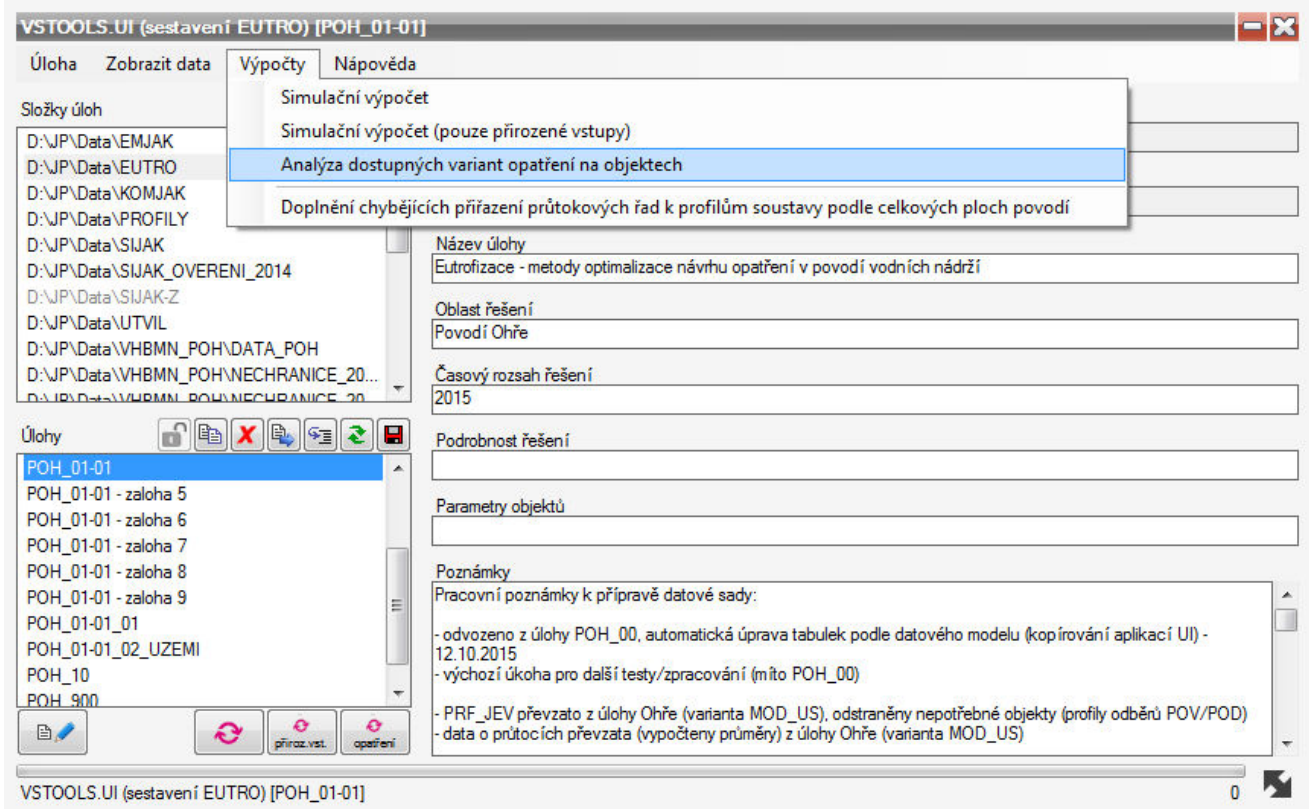 VSTOOLS.UI (sestavení EUTRO) [POH_01-01]
Úloha Zobrazit data Výpočty Nápověda
Simulační výpočet
Simulační výpočet (pouze přirozené vstupy)
Analýza dostupných variant opatření na objektech
Doplnění chybějících přiřazení průtokových řad k profilům soustavy podle celkových ploch povodí
Složky úloh
D:\JP\Data\EMJAK
D:\JP\Data\EUTRO
D:\JP\Data\KOMJAK
D:\JP\Data\PROFILY
D:\JP\Data\SIJAK
D:\JP\Data\SIJAK_OVERENI_2014
D:\JP\Data\SIJAK-Z
D:\JP\Data\UTVIL
D:\JP\Data\VHBMN_POH\DATA_POH
D:\JP\Data\VHBMN_POH\NECHRANICE_20...
D:\JP\Data\VHBMN_POH\NECHRANICE_20
Úlohy
POH_01-01
POH_01-01 - zaloha 5
POH_01-01 - zaloha 6
POH_01-01 - zaloha 7
POH_01-01 - zaloha 8
POH_01-01 - zaloha 9
POH_01-01_01
POH_01-01_02_UZEMI
POH_10
POH_900
přiroz.vst. opatření
Název úlohy
Eutrofizace - metody optimalizace návrhu opatření v povodí vodních nádrží
Oblast řešení
Povodí Ohře
Časový rozsah řešení
2015
Podrobnost řešení
Parametry objektů
Poznámky
Pracovní poznámky k přípravě datové sady:
- odvozeno z úlohy POH_00, automatická úprava tabulek podle datového modelu (kopírování aplikací UI) -
12.10.2015
- výchozí úkoha pro další testy/zpracování (míto POH_00)
- PRF_JEV převzato z úlohy Ohře (varianta MOD_US), odstraněny nepotřebné objekty (profily odběrů POV/POD)
- data o průtocích převzata (vypočteny průměry) z úlohy Ohře (varianta MOD_US)
VSTOOLS.UI (sestavení EUTRO) [POH_01-01] 0